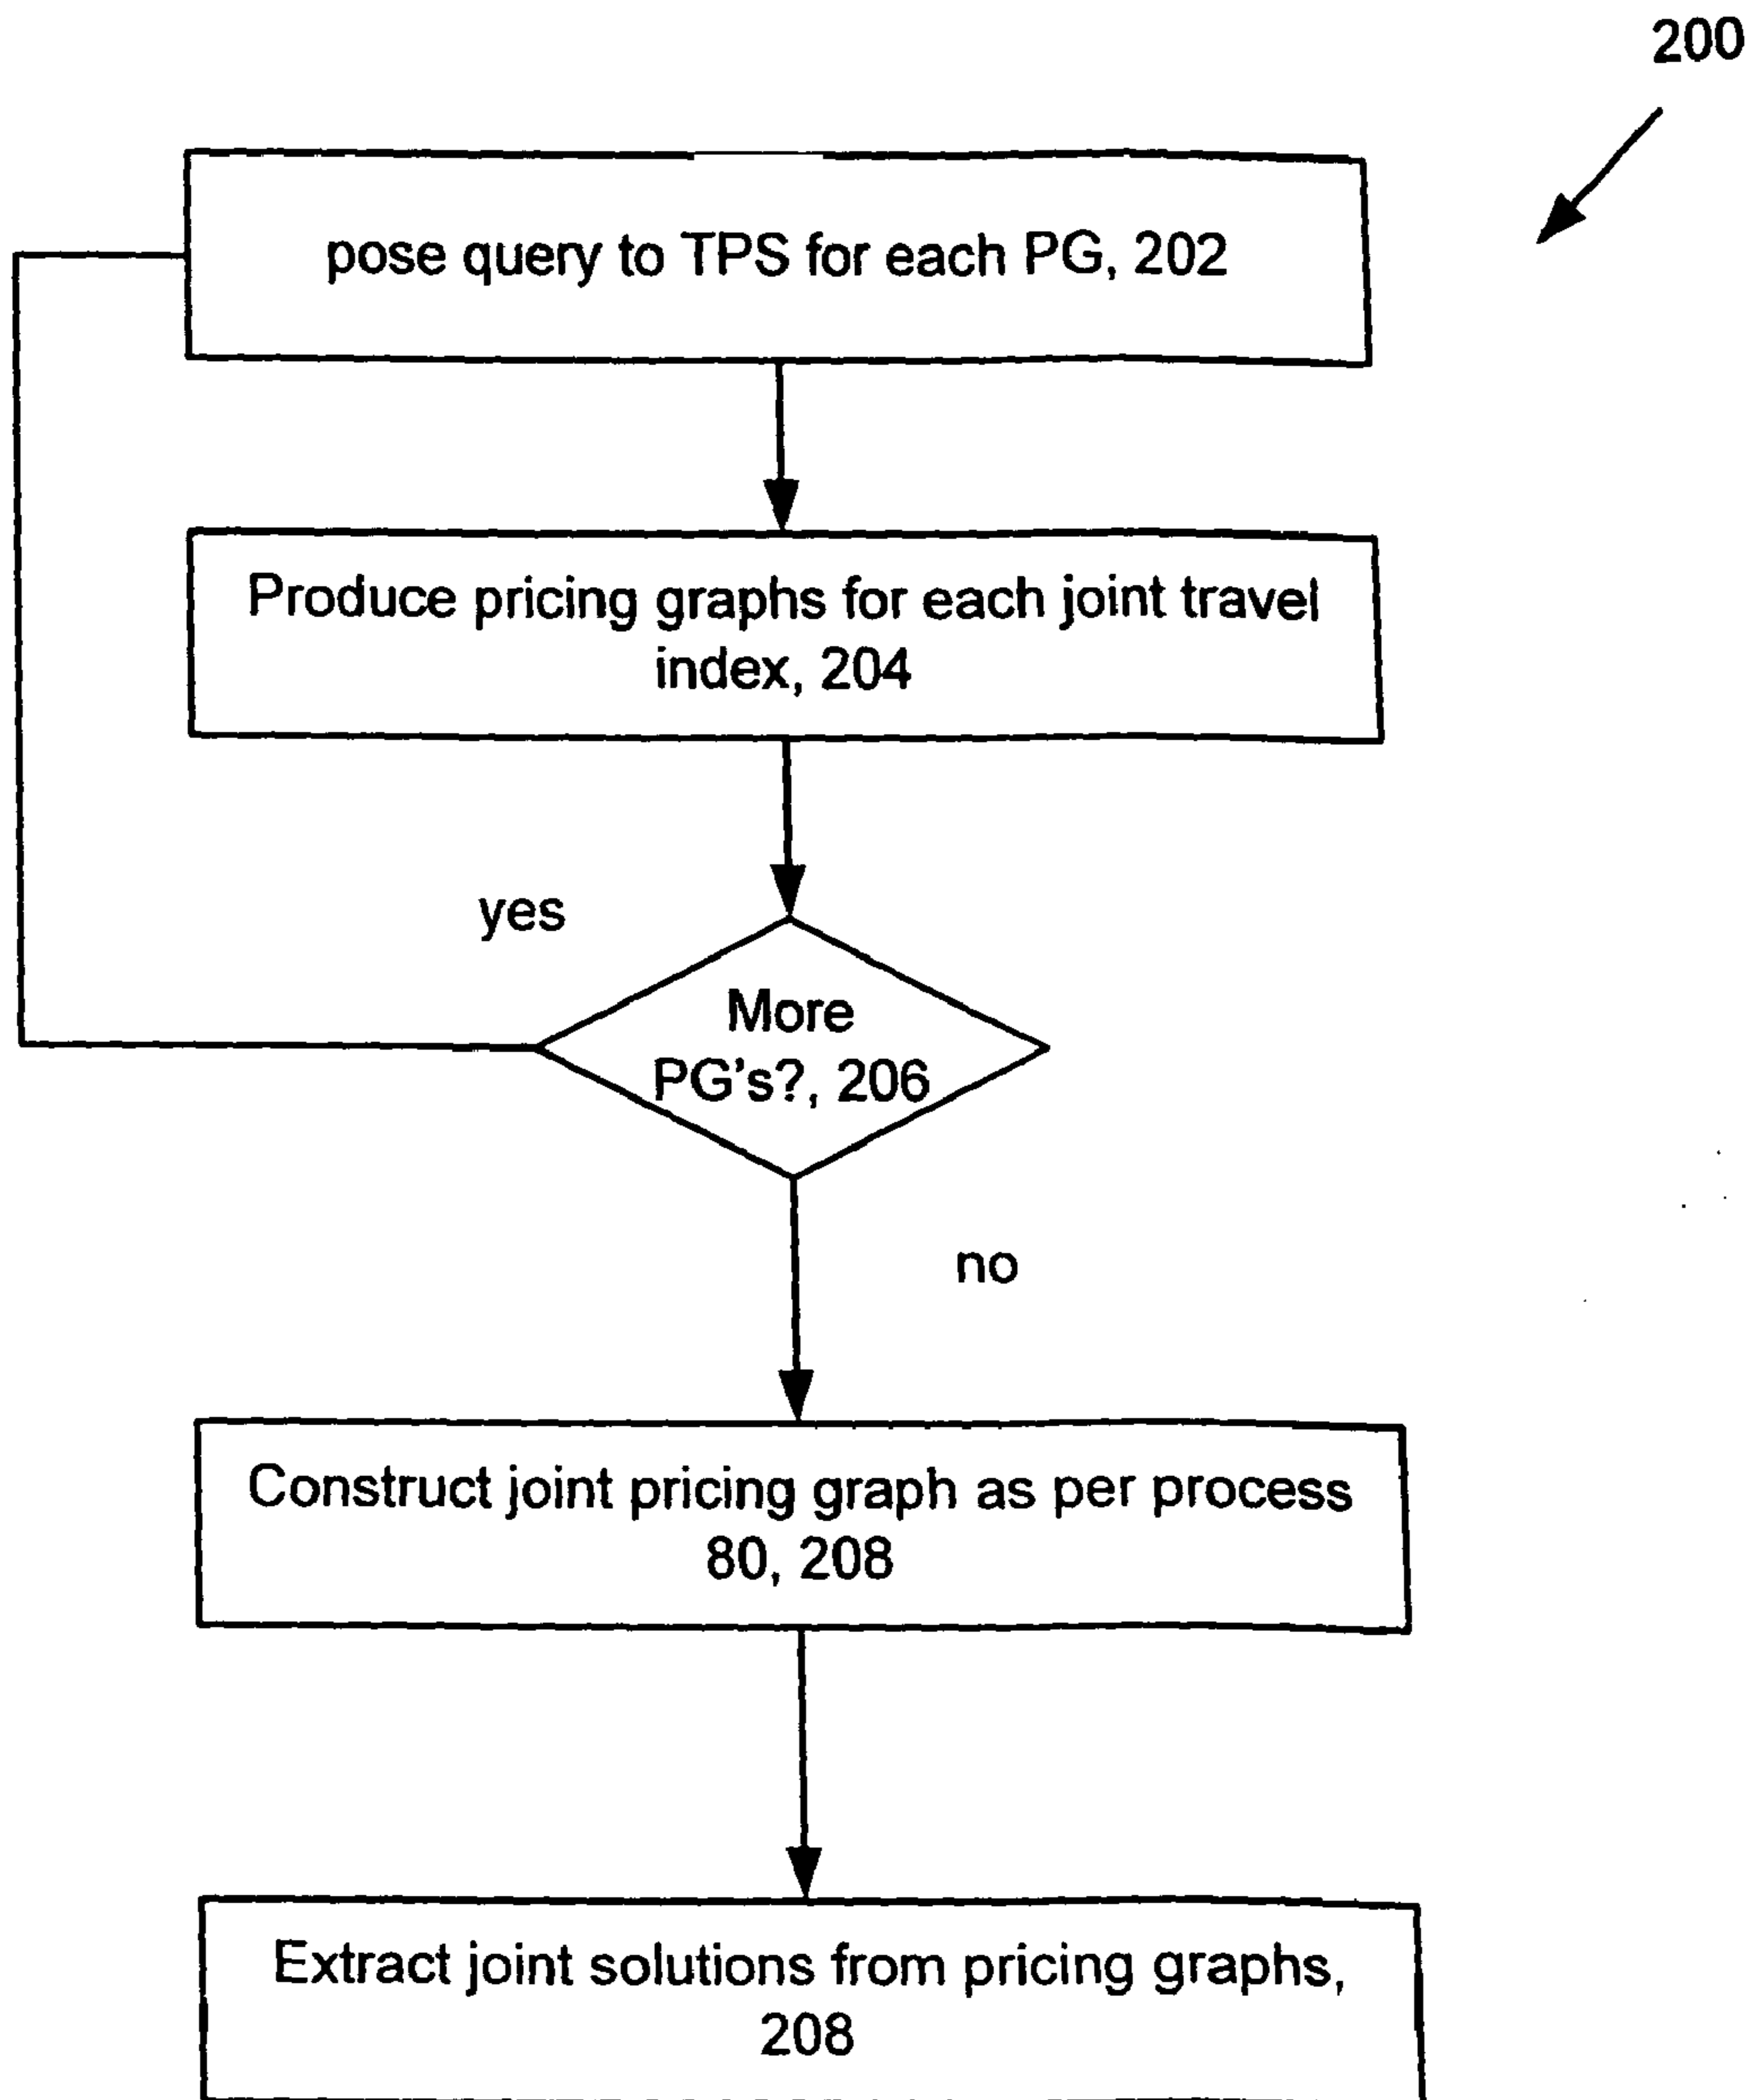 200
pose query to TPS for each PG, 202
Produce pricing graphs for each joint travel
index, 204
yes
More
PG's?, 206
no
Construct joint pricing graph as per process
80, 208
Extract joint solutions from pricing graphs,
208